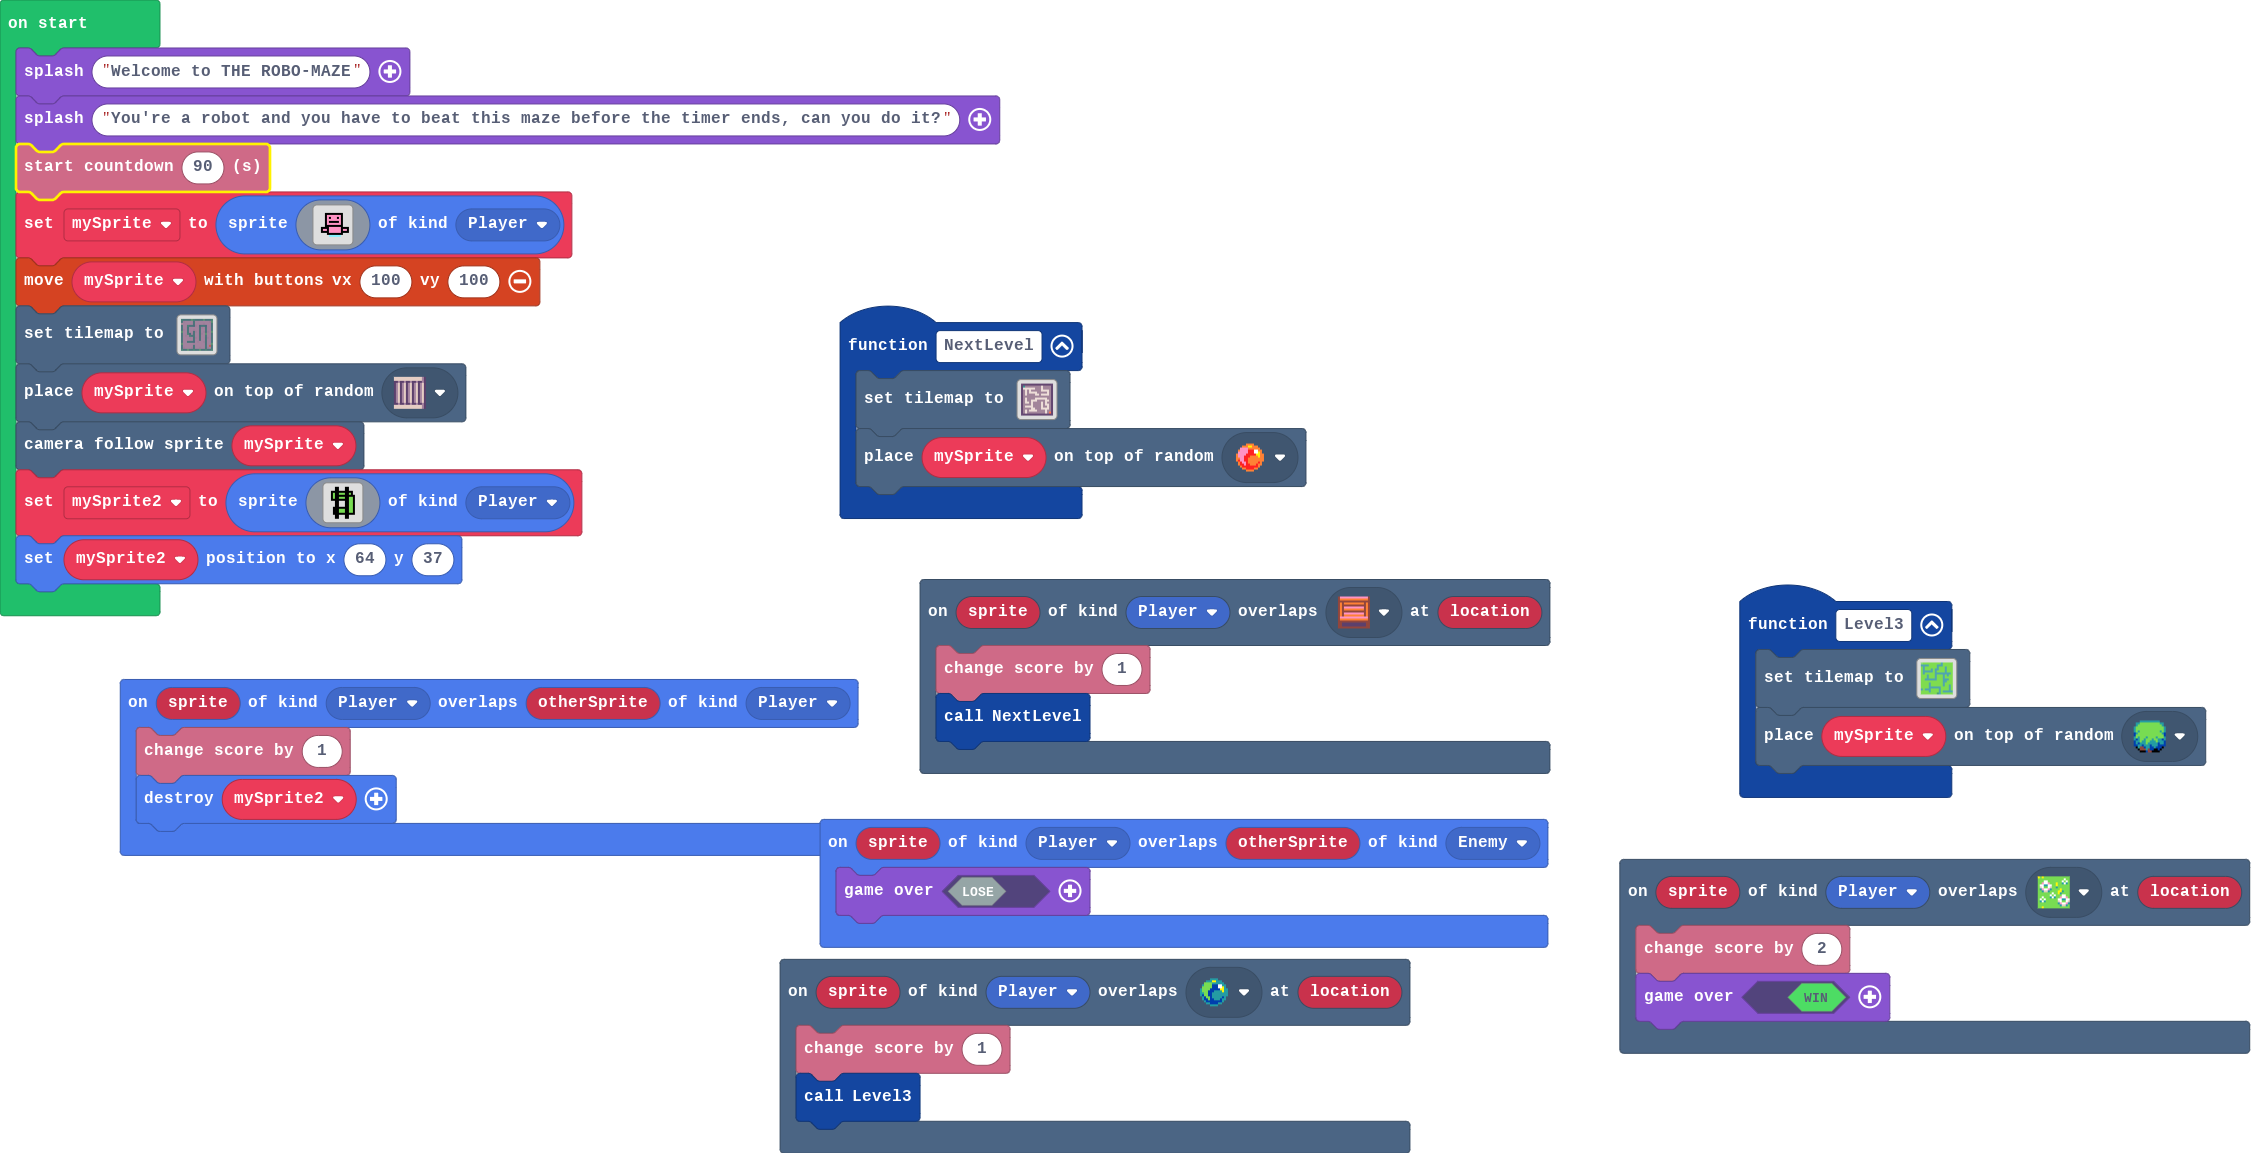 on start
splash "Welcome to THE ROBO-MAZE"
splash "You're a robot and you have to beat this maze before the timer ends, can you do it?"
start countdown 90 (s)
set mySprite to sprite of kind Player
move mySprite with buttons vx 100 vy 100
set tilemap to
place mySprite on top of random
camera follow sprite mySprite
set mySprite2 to sprite of kind Player
set mySprite2 position to x 64 y 37
function NextLevel
set tilemap to
place mySprite on top of random
on sprite of kind Player overlaps at location
change score by 1
call NextLevel
function Level3
set tilemap to
place mySprite on top of random
on sprite of kind Player overlaps otherSprite of kind Player
change score by 1
destroy mySprite2
on sprite of kind Player overlaps otherSprite of kind Enemy
game over LOSE
on sprite of kind Player overlaps at location
change score by 2
game over WIN
on sprite of kind Player overlaps at location
change score by 1
call Level3